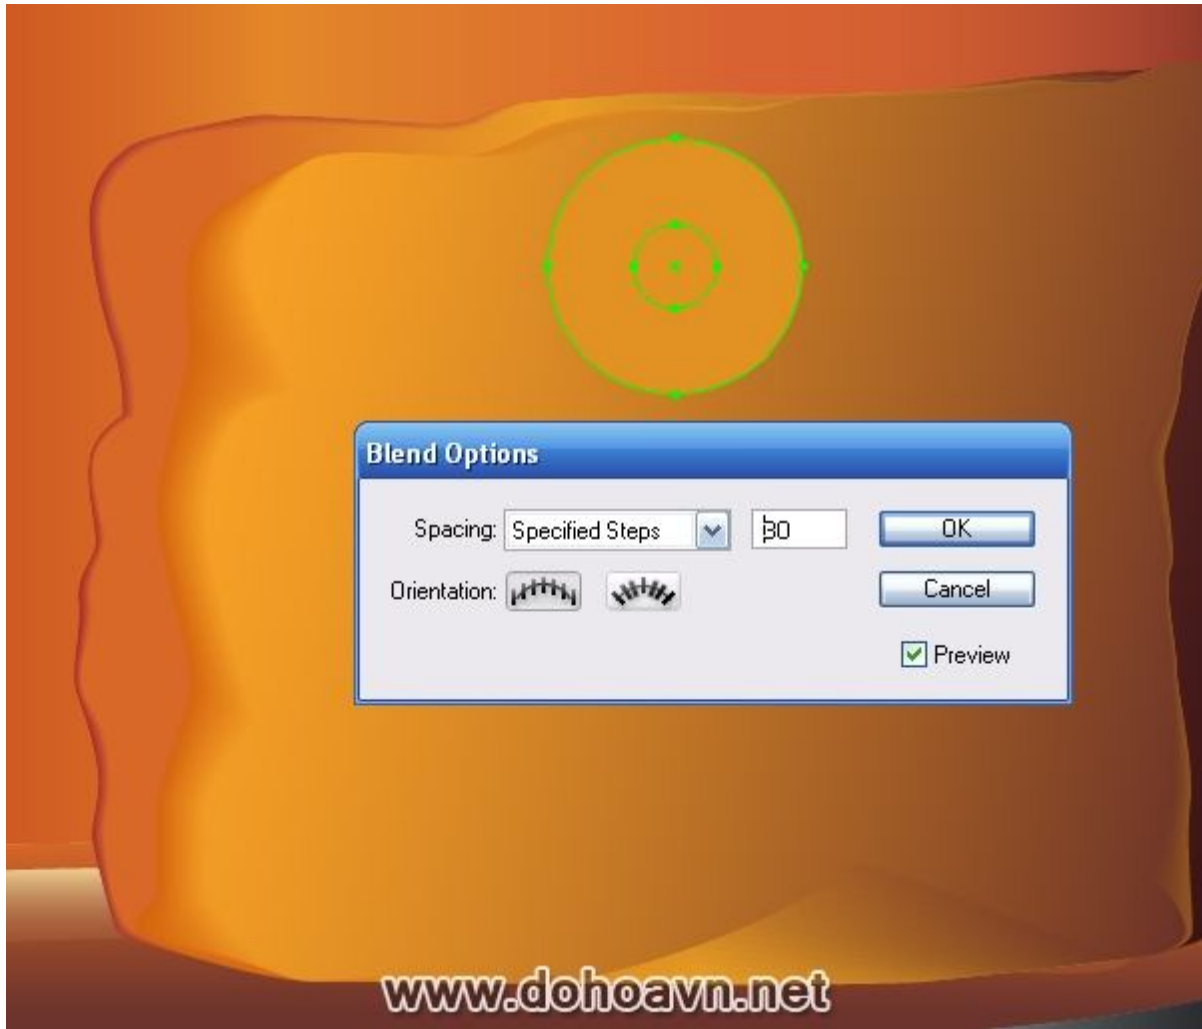 Blend Options
Spacing: Specified Steps 30 OK
Orientation: Cancel
Preview
www.dohoavn.net